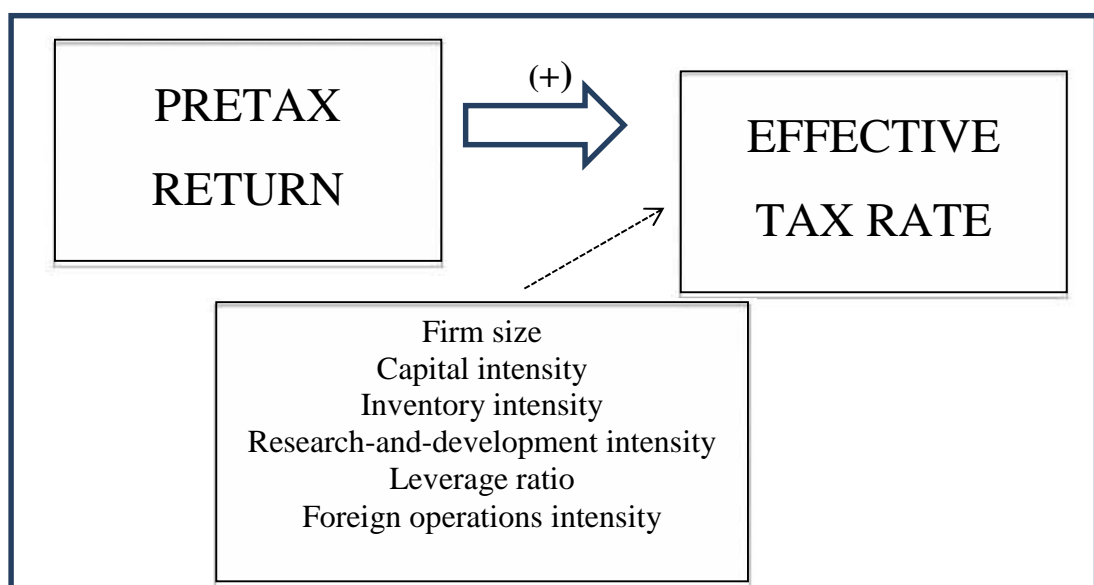 PRETAX
RETURN
(+)
EFFECTIVE
TAX RATE
Firm size
Capital intensity
Inventory intensity
Research-and-development intensity
Leverage ratio
Foreign operations intensity